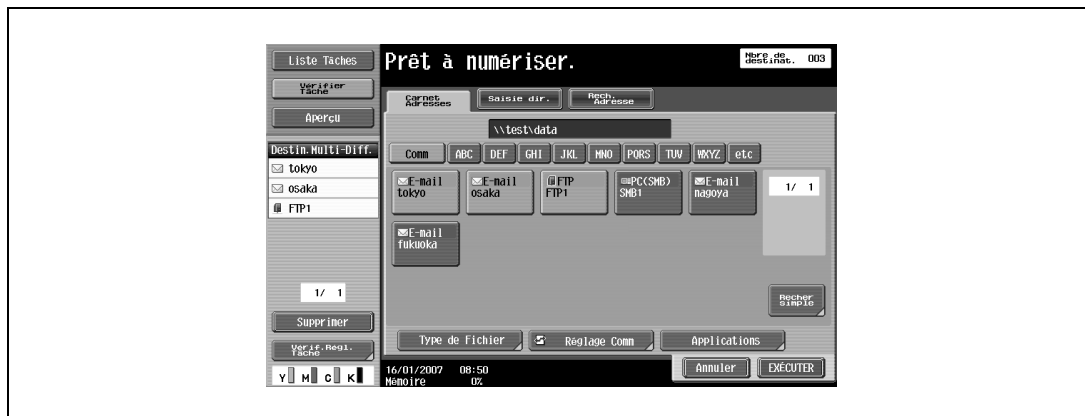 Liste Tâches
Vérifier
Tâche
Aperçu
Destin.Multi-Diff.
tokyo
osaka
FTP1
1/ 1
Supprimer
Vérif.Régl.
Tâche
Y M C K
Prêt à numériser.
Nbre de
destinat. 003
Carnet
Adresses
Saisie dir.
Rech.
Adresse
\\test\data
Comm ABC DEF GHI JKL MNO PQRS TUV WXYZ etc
E-mail
tokyo
E-mail
osaka
FTP
FTP1
PC(SMB)
SMB1
E-mail
nagoya
1/ 1
E-mail
fukuoka
Recher
simple
Type de Fichier
Réglage Comm
Applications
16/01/2007 08:50
Mémoire 0%
Annuler
EXÉCUTER